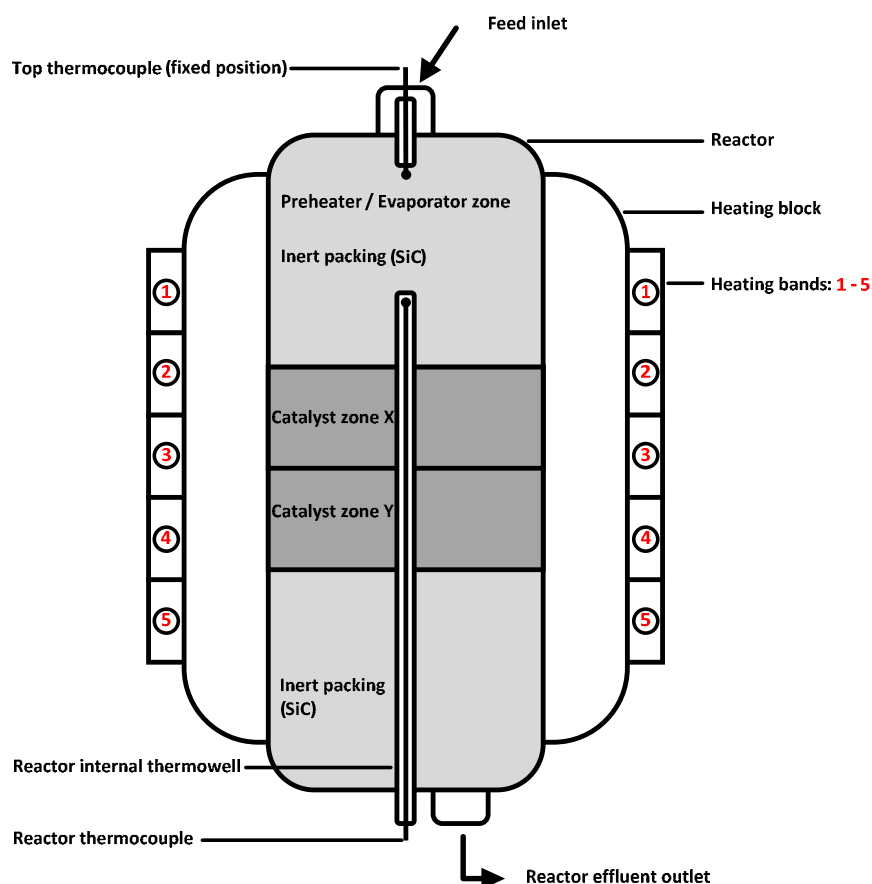 Feed inlet
Top thermocouple (fixed position)
Reactor
Preheater / Evaporator zone
Heating block
Inert packing (SiC)
Heating bands: 1 - 5
1
1
2
2
Catalyst zone X
3
3
Catalyst zone Y
4
4
5
5
Inert packing
(SiC)
Reactor internal thermowell
Reactor thermocouple
Reactor effluent outlet